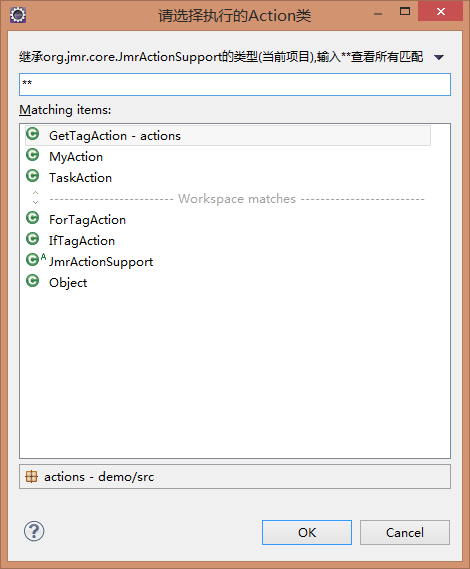 请选择执行的Action类
继承org.jmr.core.JmrActionSupport的类型(当前项目),输入**查看所有匹配
**
Matching items:
GetTagAction - actions
MyAction
TaskAction
Workspace matches
ForTagAction
IfTagAction
A JmrActionSupport
Object
actions - demo/src
? OK Cancel